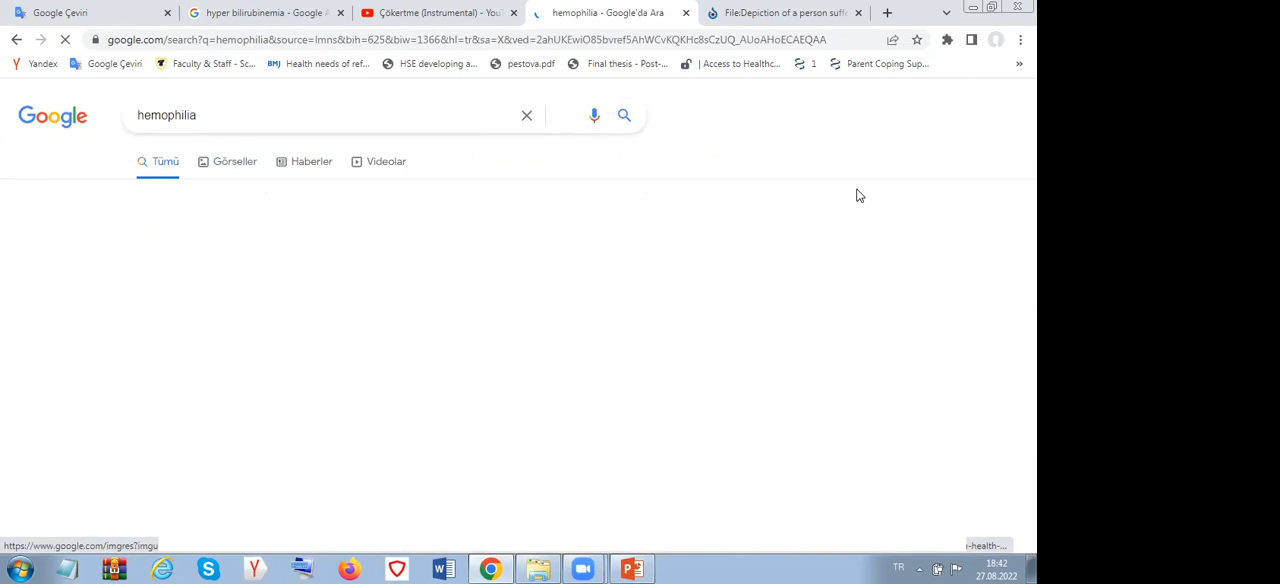 Google Çeviri
hyper bilirubinemia - Google A
Çökertme (Instrumental) - YouT
hemophilia - Google'da Ara
File:Depiction of a person suffe
google.com/search?q=hemophilia&source=lmns&bih=625&biw=1366&hl=tr&sa=X&ved=2ahUKEwiO85bvref5AhWCvKQKHc8sCzUQ_AUoAHoECAEQAA
Yandex
Google Çeviri
Faculty & Staff - Sc...
BMJ Health needs of ref...
HSE developing a...
pestova.pdf
Final thesis - Post-...
| Access to Healthc...
1
Parent Coping Sup...
»
Google
hemophilia
Tümü
Görseller
Haberler
Videolar
https://www.google.com/imgres?imgu
i-health-...
TR
18:42
27.08.2022